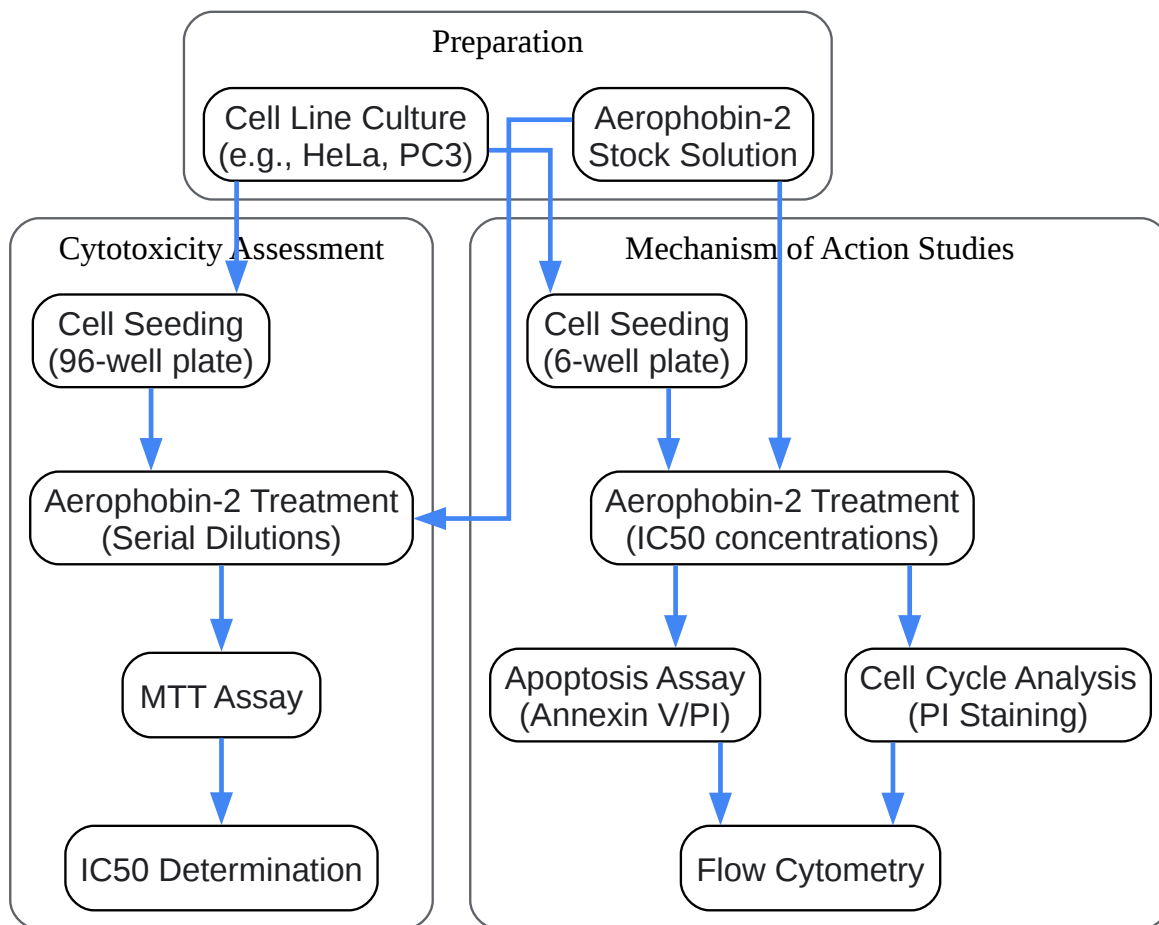 Preparation
Cell Line Culture
(e.g., HeLa, PC3)
Aerophobin-2
Stock Solution
Cytotoxicity Assessment
Cell Seeding
(96-well plate)
Aerophobin-2 Treatment
(Serial Dilutions)
MTT Assay
IC50 Determination
Mechanism of Action Studies
Cell Seeding
(6-well plate)
Aerophobin-2 Treatment
(IC50 concentrations)
Apoptosis Assay
(Annexin V/PI)
Cell Cycle Analysis
(PI Staining)
Flow Cytometry